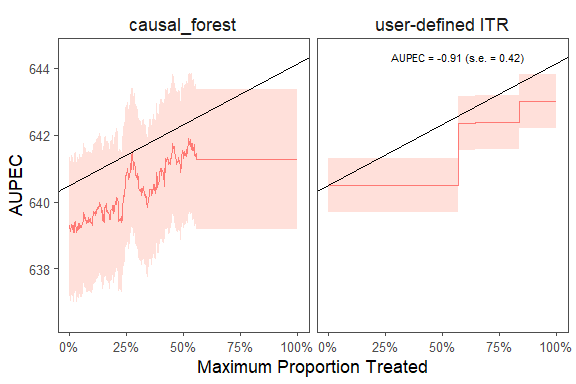 causal_forest
user-defined ITR
AUPEC = -0.91 (s.e. = 0.42)
AUPEC
644
642
640
638
0% 25% 50% 75% 100%
0% 25% 50% 75% 100%
Maximum Proportion Treated